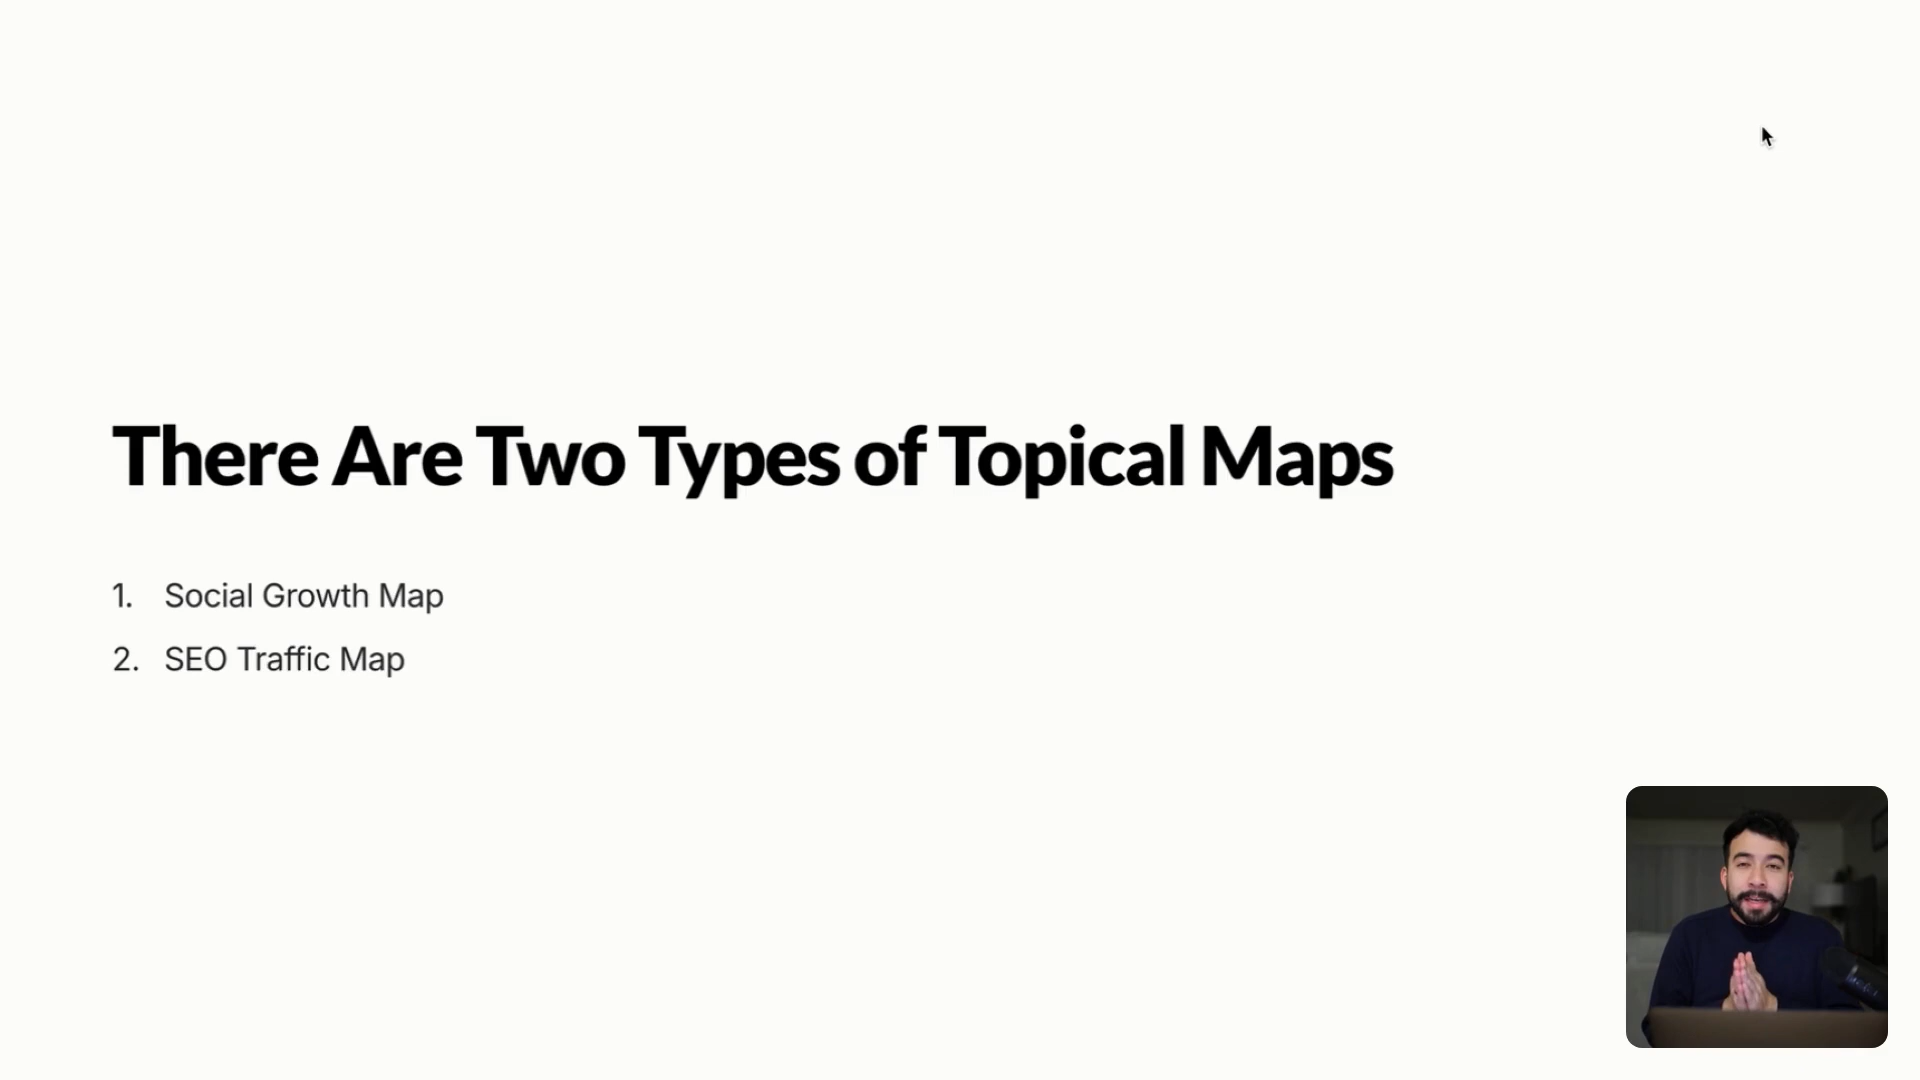 There Are Two Types of Topical Maps
1. Social Growth Map
2. SEO Traffic Map